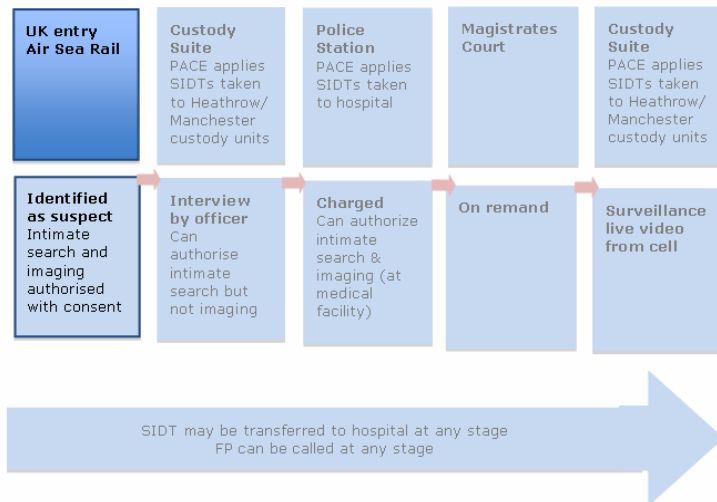 UK entry
Air Sea Rail
Custody
Suite
PACE applies
SIDTs taken
to Heathrow/
Manchester
custody units
Police
Station
PACE applies
SIDTs taken
to hospital
Magistrates
Court
Custody
Suite
PACE applies
SIDTs taken
to Heathrow/
Manchester
custody units
Identified
as suspect
Intimate
search and
imaging
authorised
with consent
Interview
by officer
Can
authorise
intimate
search but
not imaging
Charged
Can authorize
intimate
search &
imaging (at
medical
facility)
On remand
Surveillance
live video
from cell
SIDT may be transferred to hospital at any stage
FP can be called at any stage